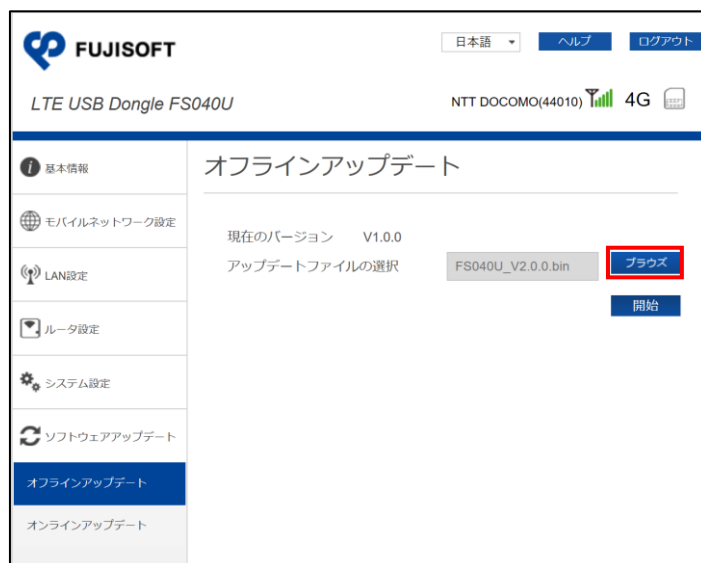 FUJISOFT
日本語
ヘルプ
ログアウト
LTE USB Dongle FS040U
NTT DOCOMO(44010)
4G
基本情報
モバイルネットワーク設定
LAN設定
ルータ設定
システム設定
ソフトウェアアップデート
オフラインアップデート
オンラインアップデート
オフラインアップデート
現在のバージョン V1.0.0
アップデートファイルの選択 FS040U_V2.0.0.bin ブラウズ
開始